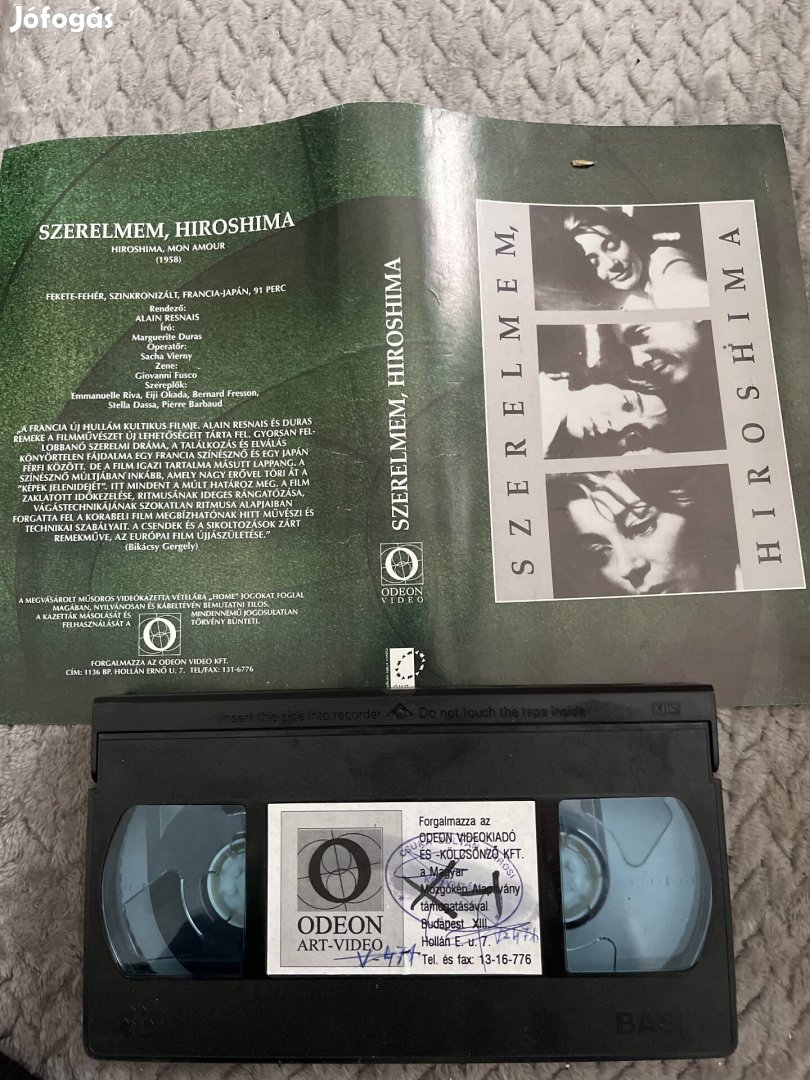 Jófogás
SZERELMEM, HIROSHIMA
HIROSHIMA, MON AMOUR
(1958)
FEKETE-FEHÉR, SZINKRONIZÁLT, FRANCIA-JAPÁN, 91 PERC
Rendező:
ALAIN RESNAIS
Író:
Marguerite Duras
Operatőr:
Sacha Vierny
Zene:
Giovanni Fusco
Szereplők:
Emmanuelle Riva, Eiji Okada, Bernard Fresson,
Stella Dassa, Pierre Barbaud
„A FRANCIA ÚJ HULLÁM KULTIKUS FILMJE. ALAIN RESNAIS ÉS DURAS
REMEKE A FILMMŰVÉSZET ÚJ LEHETŐSÉGEIT TÁRTA FEL. GYORSAN FEL-
LOBBANÓ SZERELMI DRÁMA, A TALÁLKOZÁS ÉS ELVÁLÁS
KÖNYÖRTELEN FÁJDALMA EGY FRANCIA SZÍNÉSZNŐ ÉS EGY JAPÁN
FÉRFI KÖZÖTT. DE A FILM IGAZI TARTALMA MÁSUTT LAPPANG. A
SZÍNÉSZNŐ MÚLTJÁBAN INKÁBB, AMELY NAGY ERŐVEL TÖRI ÁT A
"KÉPEK JELENIDEJÉT". ITT MINDENT A MÚLT HATÁROZ MEG. A FILM
ZAKLATOTT IDŐKEZELÉSE, RITMUSÁNAK IDEGES RÁNGATÓZÁSA,
VÁGÁSTECHNIKÁJÁNAK SZOKATLAN RITMUSA ALAPJAIBAN
FORGATTA FEL A KORABELI FILM MEGBÍZHATÓNAK HITT MŰVÉSZI ÉS
TECHNIKAI SZABÁLYAIT. A CSENDEK ÉS A SIKOLTOZÁSOK ZÁRT
REMEKMŰVE, AZ EURÓPAI FILM ÚJJÁSZÜLETÉSE."
(Bikácsy Gergely)
A MEGVÁSÁROLT MŰSOROS VIDEÓKAZETTA VÉTELÁRA „HOME" JOGOKAT FOGLAL
MAGÁBAN, NYILVÁNOSAN ÉS KÁBELTÉVÉN BEMUTATNI TILOS.
A KAZETTÁK MÁSOLÁSÁT ÉS MINDENNEMŰ JOGOSULATLAN
FELHASZNÁLÁSÁT A TÖRVÉNY BÜNTETI.
FORGALMAZZA AZ ODEON VIDEO KFT.
CÍM: 1136 BP. HOLLÁN ERNŐ U. 7. TEL/FAX: 131-6776
SZERELMEM, HIROSHIMA
ODEON
VIDEO
SZERELMEM,
HIROSHIMA
Insert this side into recorder Do not touch the tape inside
VHS
ODEON
ART-VIDEO
Forgalmazza az
ODEON VIDEOKIADÓ
ÉS -KÖLCSÖNZŐ KFT.
a Magyar
Mozgókép Alapítvány
támogatásával.
Budapest XIII.
Hollán E. u. 7.
Tel. és fax: 13-16-776
V-471
BASF